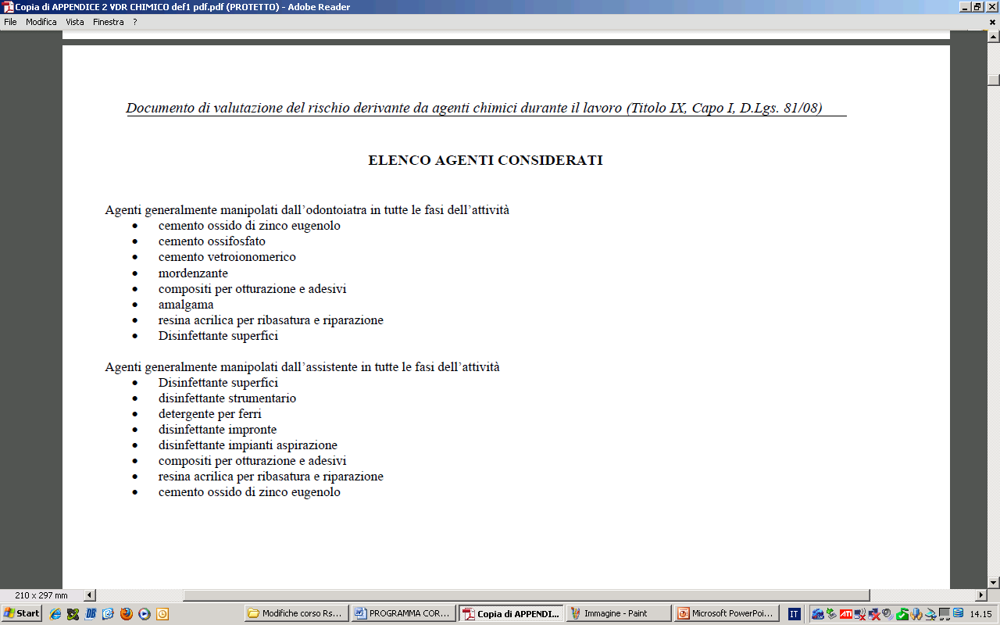 Copia di APPENDICE 2 VDR CHIMICO def1 pdf.pdf (PROTETTO) - Adobe Reader
File Modifica Vista Finestra ?
Documento di valutazione del rischio derivante da agenti chimici durante il lavoro (Titolo IX, Capo I, D.Lgs. 81/08)
ELENCO AGENTI CONSIDERATI
Agenti generalmente manipolati dall’odontoiatra in tutte le fasi dell’attività
• cemento ossido di zinco eugenolo
• cemento ossifosfato
• cemento vetroionomerico
• mordenzante
• compositi per otturazione e adesivi
• amalgama
• resina acrilica per ribasatura e riparazione
• Disinfettante superfici
Agenti generalmente manipolati dall’assistente in tutte le fasi dell’attività
• Disinfettante superfici
• disinfettante strumentario
• detergente per ferri
• disinfettante impronte
• disinfettante impianti aspirazione
• compositi per otturazione e adesivi
• resina acrilica per ribasatura e riparazione
• cemento ossido di zinco eugenolo
210 x 297 mm
Start Modifiche corso Rs... PROGRAMMA COR... Copia di APPENDI... Immagine - Paint Microsoft PowerPoi... IT ATI 14.15